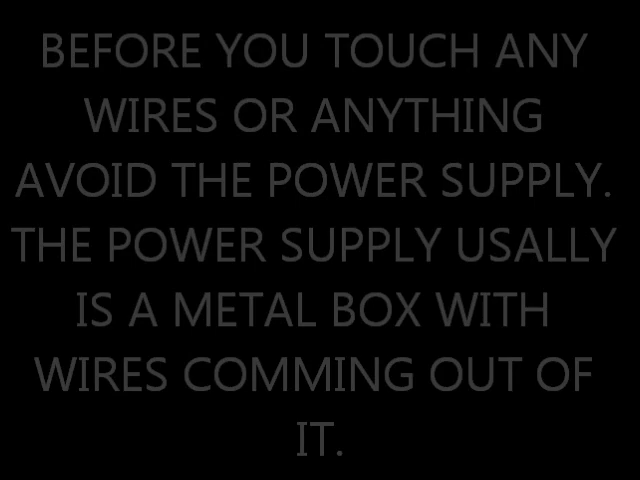 BEFORE YOU TOUCH ANY
WIRES OR ANYTHING
AVOID THE POWER SUPPLY.
THE POWER SUPPLY USALLY
IS A METAL BOX WITH
WIRES COMMING OUT OF
IT.